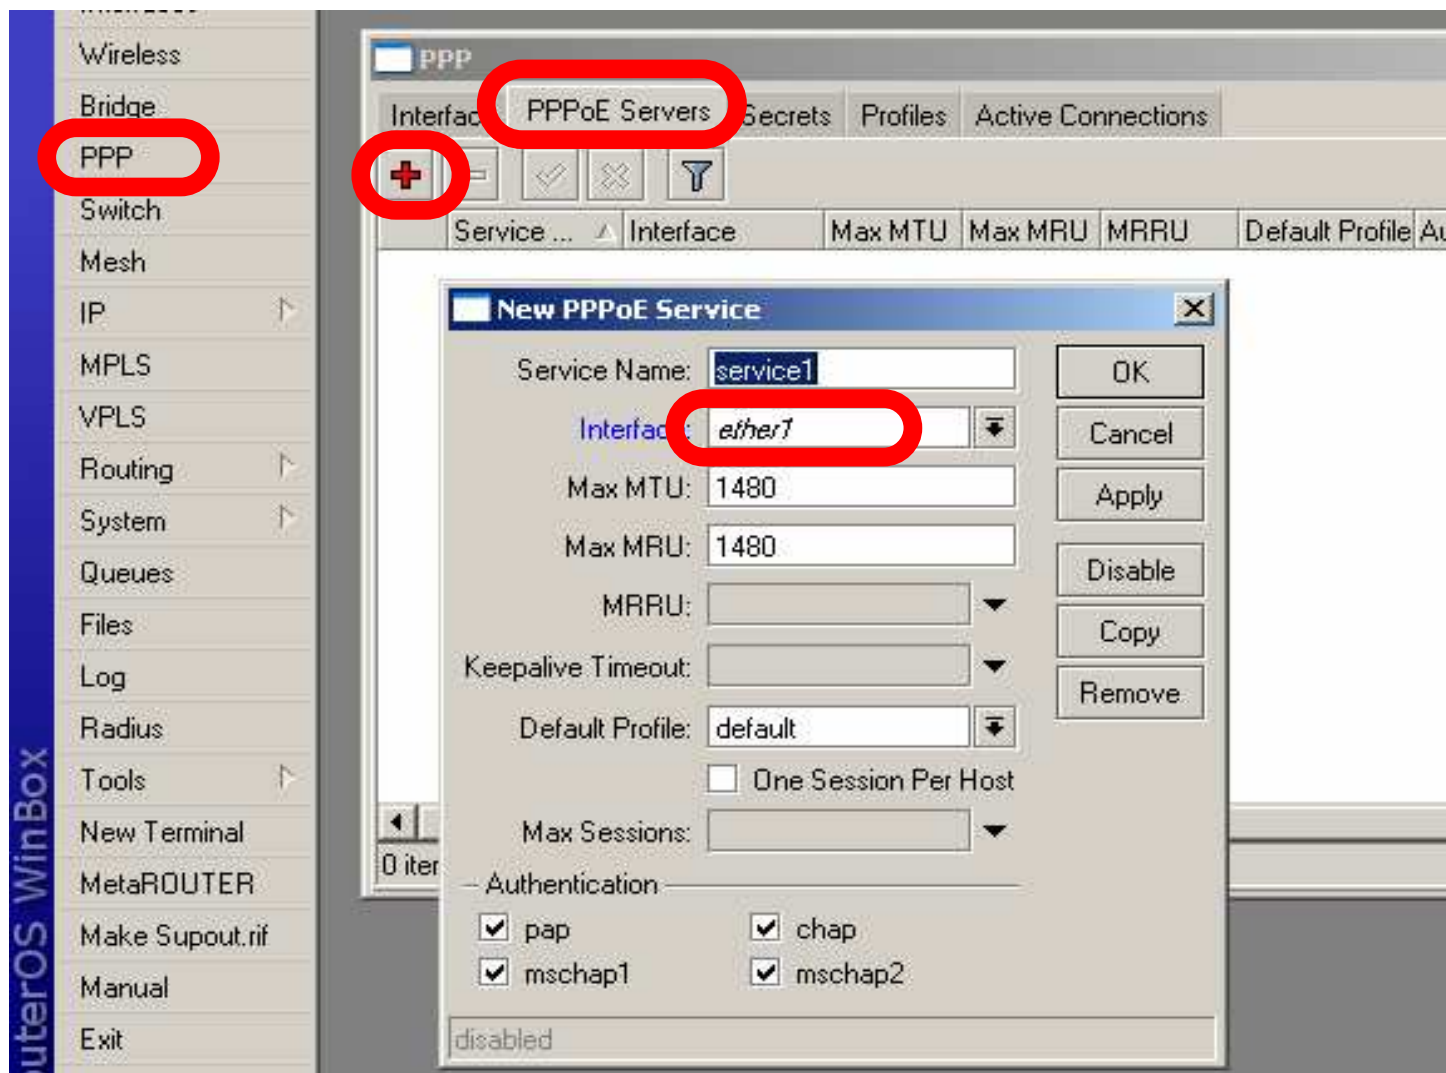 Wireless
Bridge
PPP
Switch
Mesh
IP
MPLS
VPLS
Routing
System
Queues
Files
Log
Radius
Tools
New Terminal
MetaROUTER
Make Supout.rif
Manual
Exit
uterOS WinBox
PPP
Interfac PPPoE Servers Secrets Profiles Active Connections
Service ... Interface Max MTU Max MRU MRRU Default Profile Au
0 iter
New PPPoE Service
Service Name: service1
Interface: ether1
Max MTU: 1480
Max MRU: 1480
MRRU:
Keepalive Timeout:
Default Profile: default
One Session Per Host
Max Sessions:
Authentication
pap chap
mschap1 mschap2
disabled
OK
Cancel
Apply
Disable
Copy
Remove